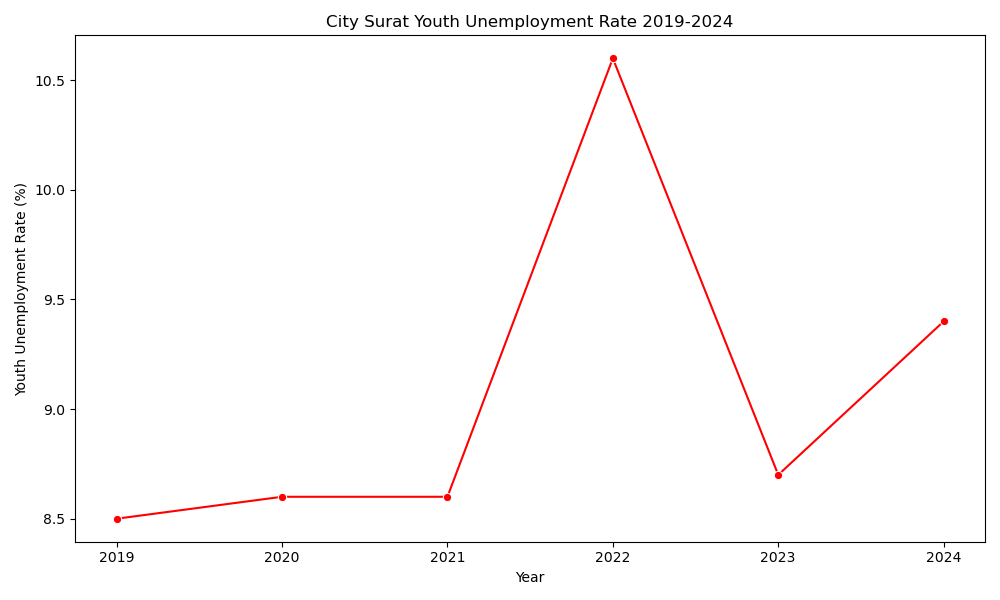 City Surat Youth Unemployment Rate 2019-2024
Youth Unemployment Rate (%)
10.5
10.0
9.5
9.0
8.5
2019 2020 2021 2022 2023 2024
Year